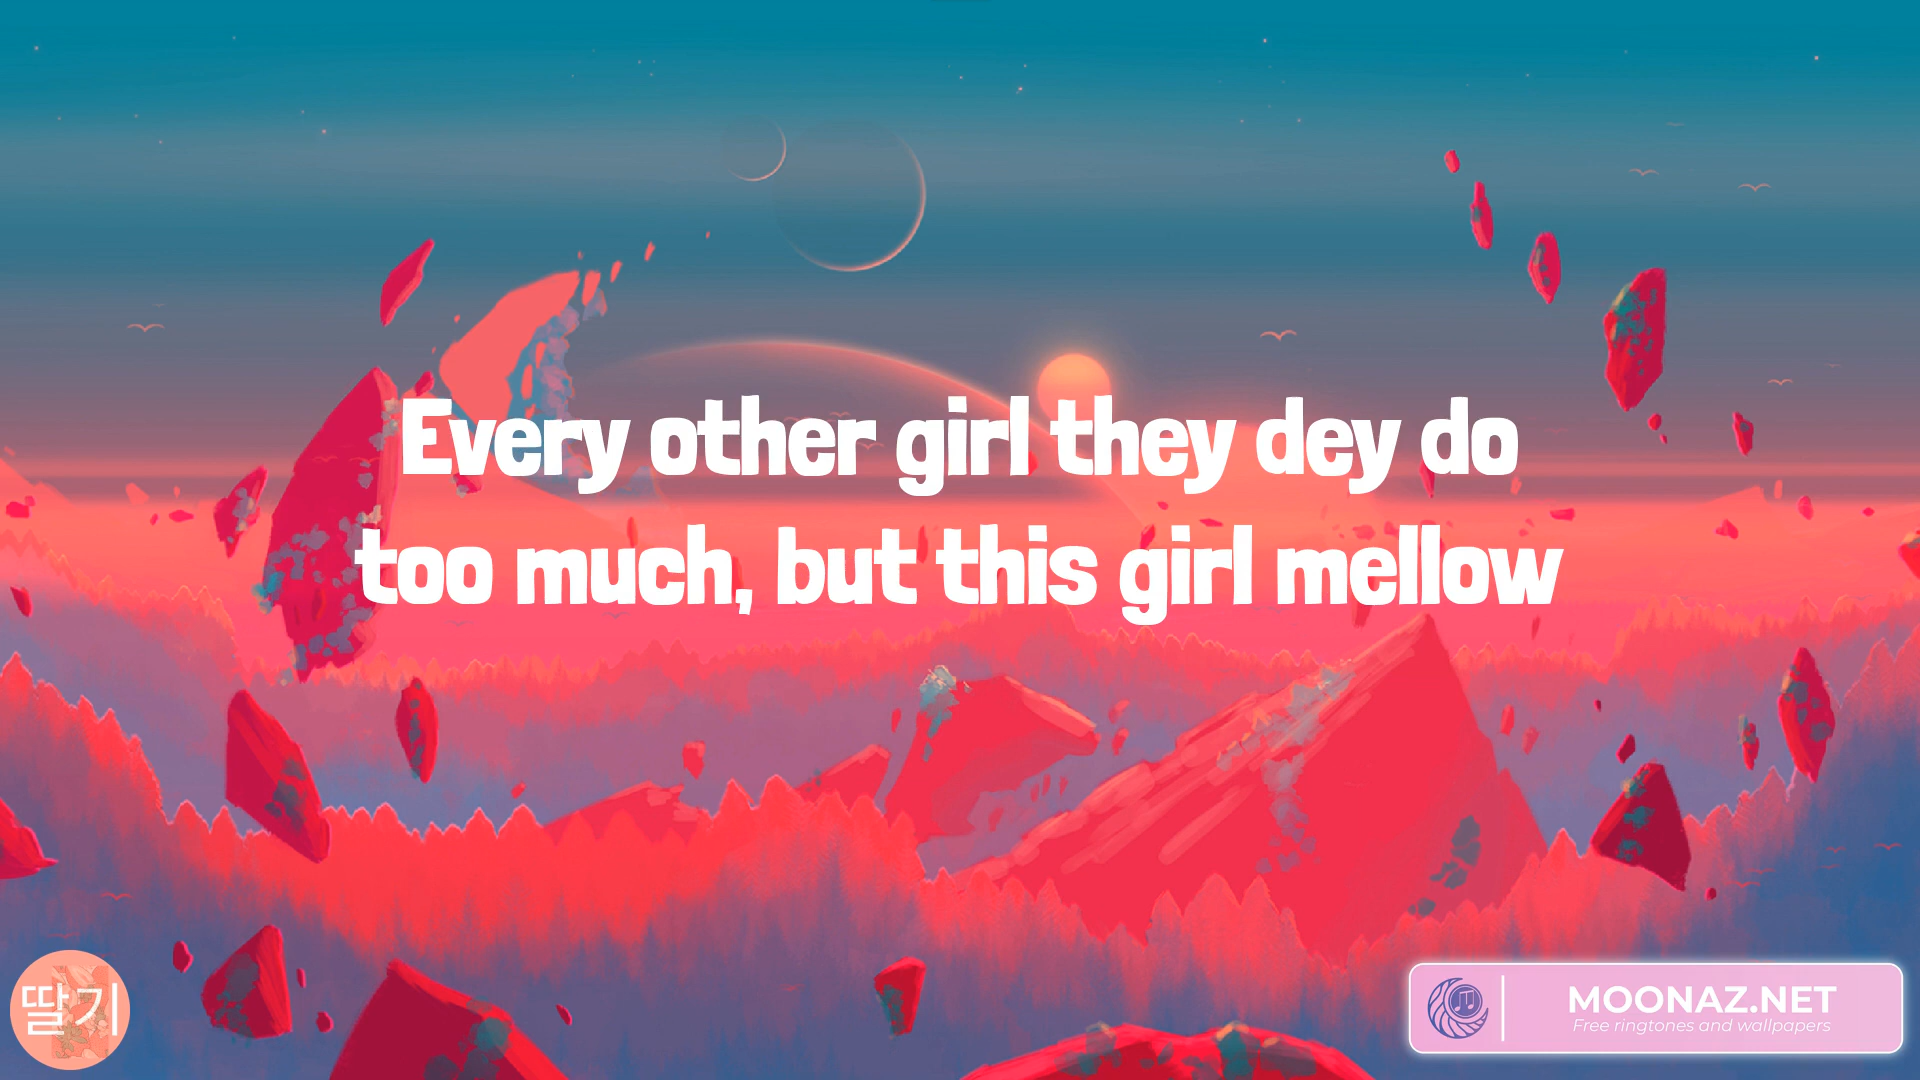 Every other girl they dey do
too much, but this girl mellow
딸기
MOONAZ.NET
Free ringtones and wallpapers